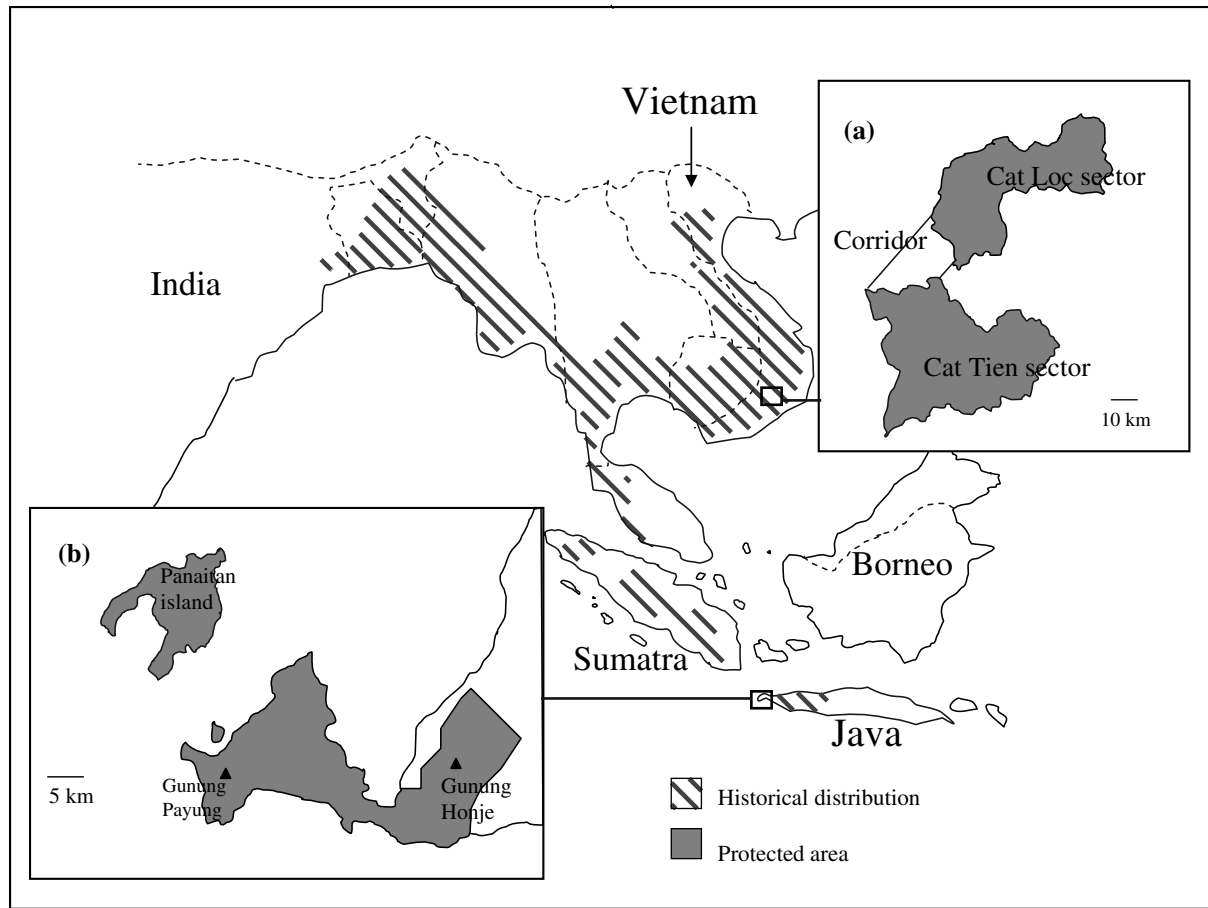 Vietnam
(a)
Cat Loc sector
Corridor
India
Cat Tien sector
10 km
(b)
Panaitan
island
Borneo
Sumatra
Java
Gunung
Payung
Gunung
Honje
5 km
Historical distribution
Protected area